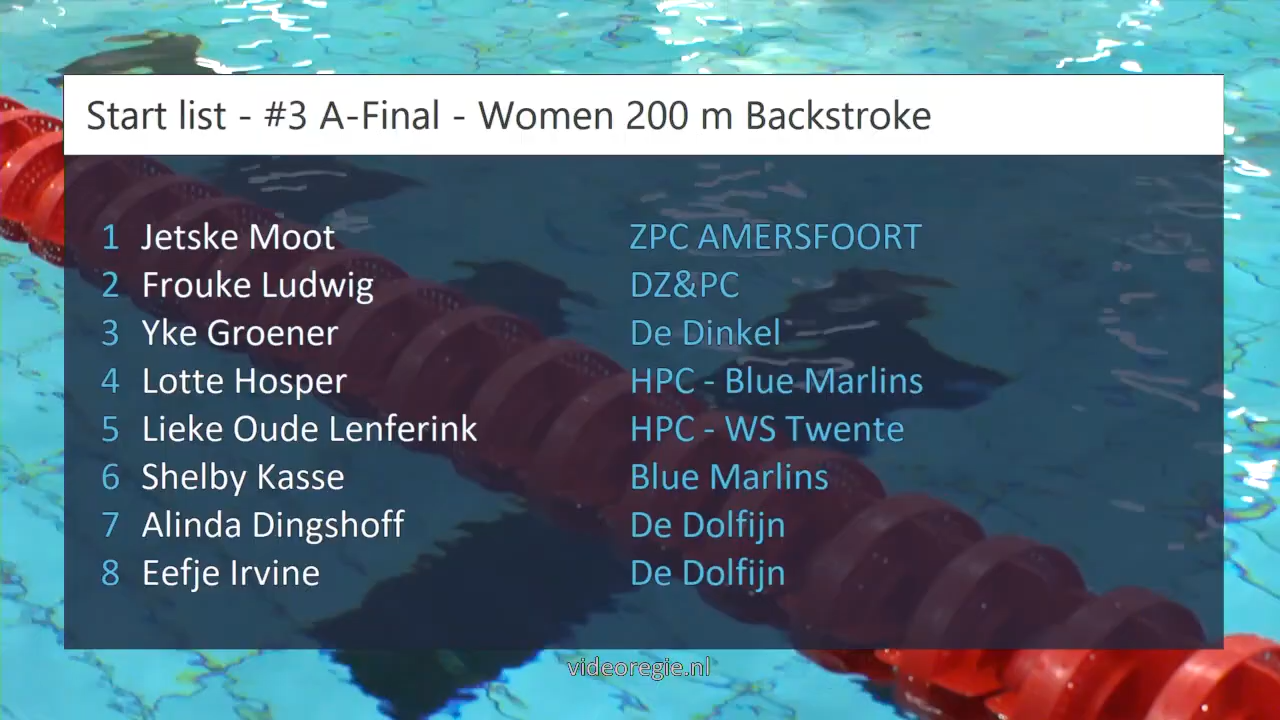 Start list - #3 A-Final - Women 200 m Backstroke
1 Jetske Moot ZPC AMERSFOORT
2 Frouke Ludwig DZ&PC
3 Yke Groener De Dinkel
4 Lotte Hosper HPC - Blue Marlins
5 Lieke Oude Lenferink HPC - WS Twente
6 Shelby Kasse Blue Marlins
7 Alinda Dingshoff De Dolfijn
8 Eefje Irvine De Dolfijn
videoregie.nl